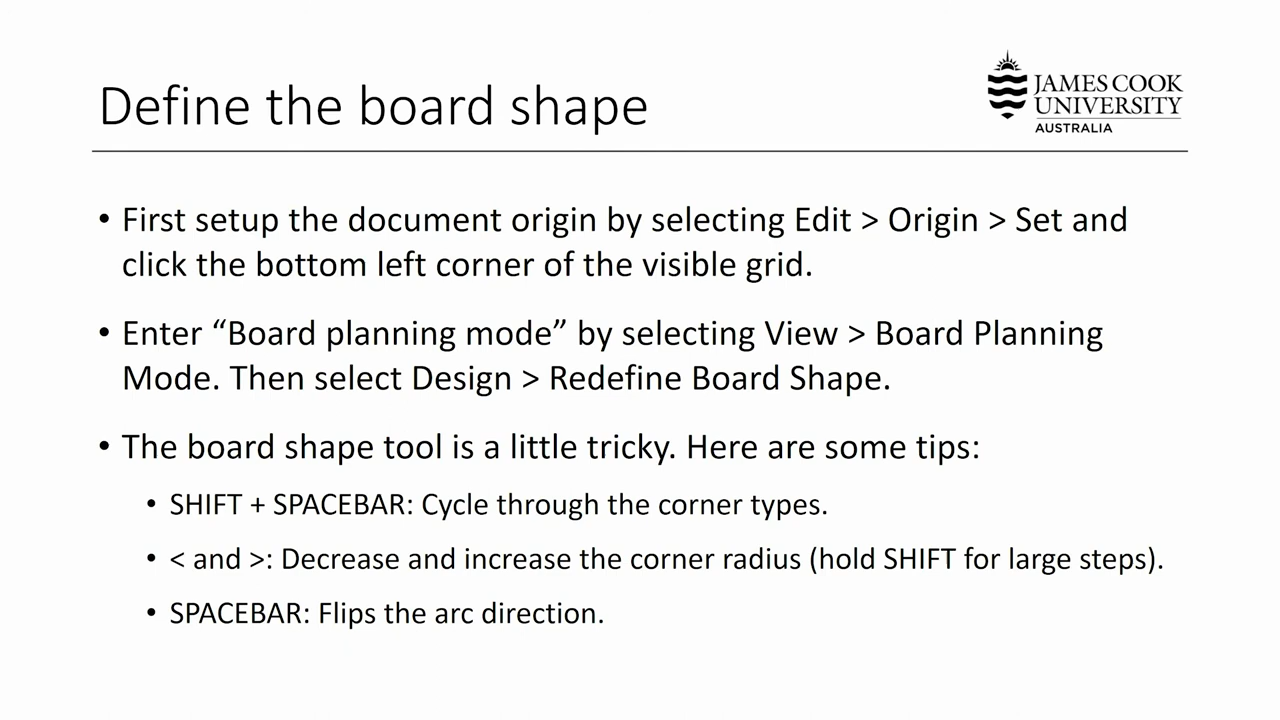 Define the board shape
JAMES COOK
UNIVERSITY
AUSTRALIA
• First setup the document origin by selecting Edit > Origin > Set and
click the bottom left corner of the visible grid.
• Enter “Board planning mode” by selecting View > Board Planning
Mode. Then select Design > Redefine Board Shape.
• The board shape tool is a little tricky. Here are some tips:
• SHIFT + SPACEBAR: Cycle through the corner types.
• < and >: Decrease and increase the corner radius (hold SHIFT for large steps).
• SPACEBAR: Flips the arc direction.